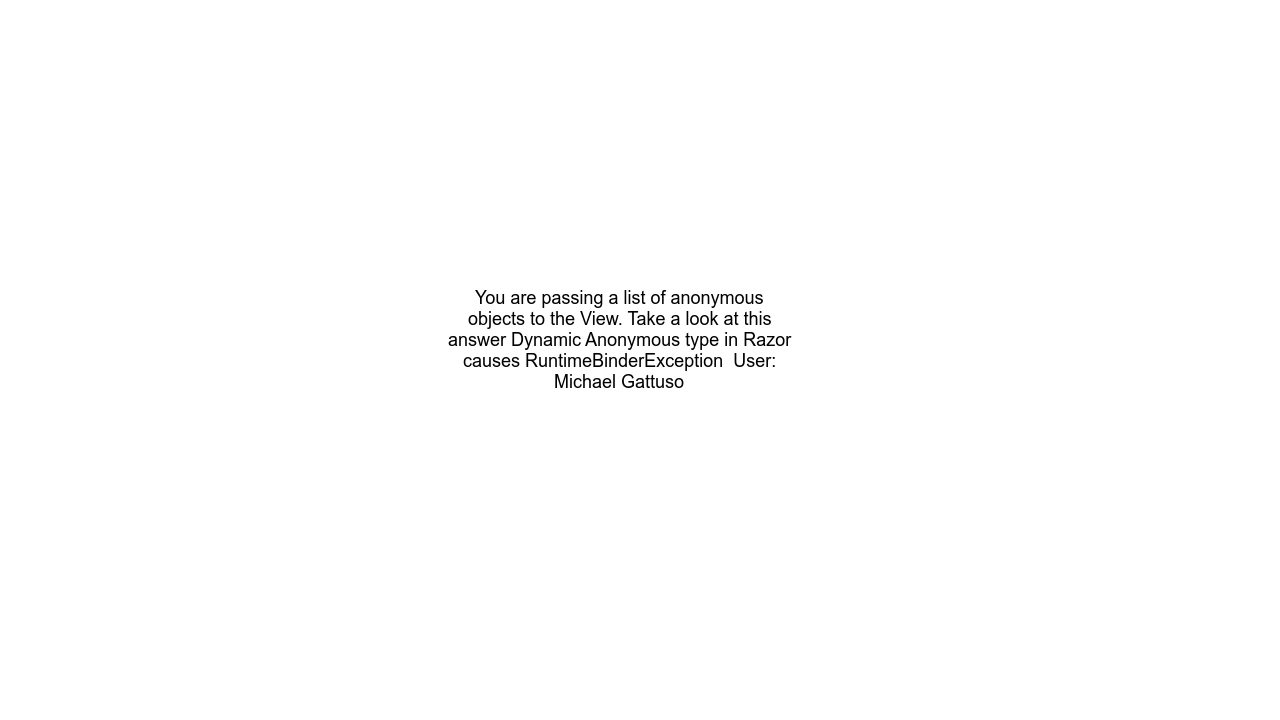 You are passing a list of anonymous
objects to the View. Take a look at this
answer Dynamic Anonymous type in Razor
causes RuntimeBinderException  User:
Michael Gattuso